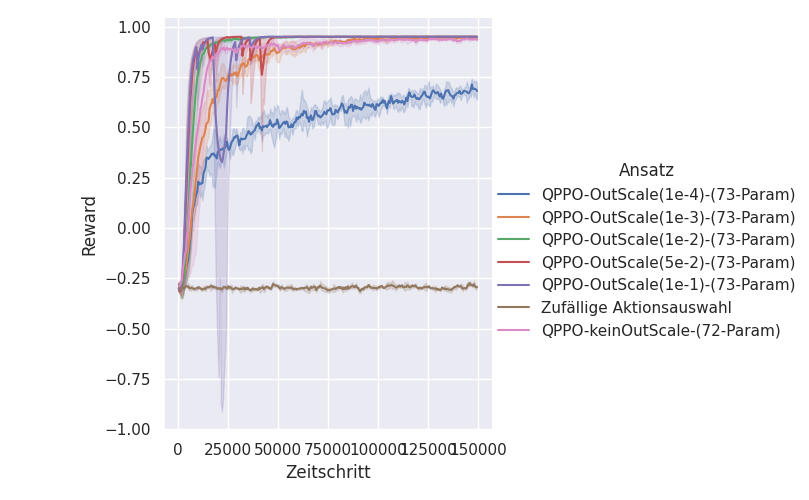 1.00
0.75
0.50
0.25
0.00
−0.25
−0.50
−0.75
−1.00
Reward
0 25000 50000 75000 100000 125000 150000
Zeitschritt
Ansatz
QPPO-OutScale(1e-4)-(73-Param)
QPPO-OutScale(1e-3)-(73-Param)
QPPO-OutScale(1e-2)-(73-Param)
QPPO-OutScale(5e-2)-(73-Param)
QPPO-OutScale(1e-1)-(73-Param)
Zufällige Aktionsauswahl
QPPO-keinOutScale-(72-Param)